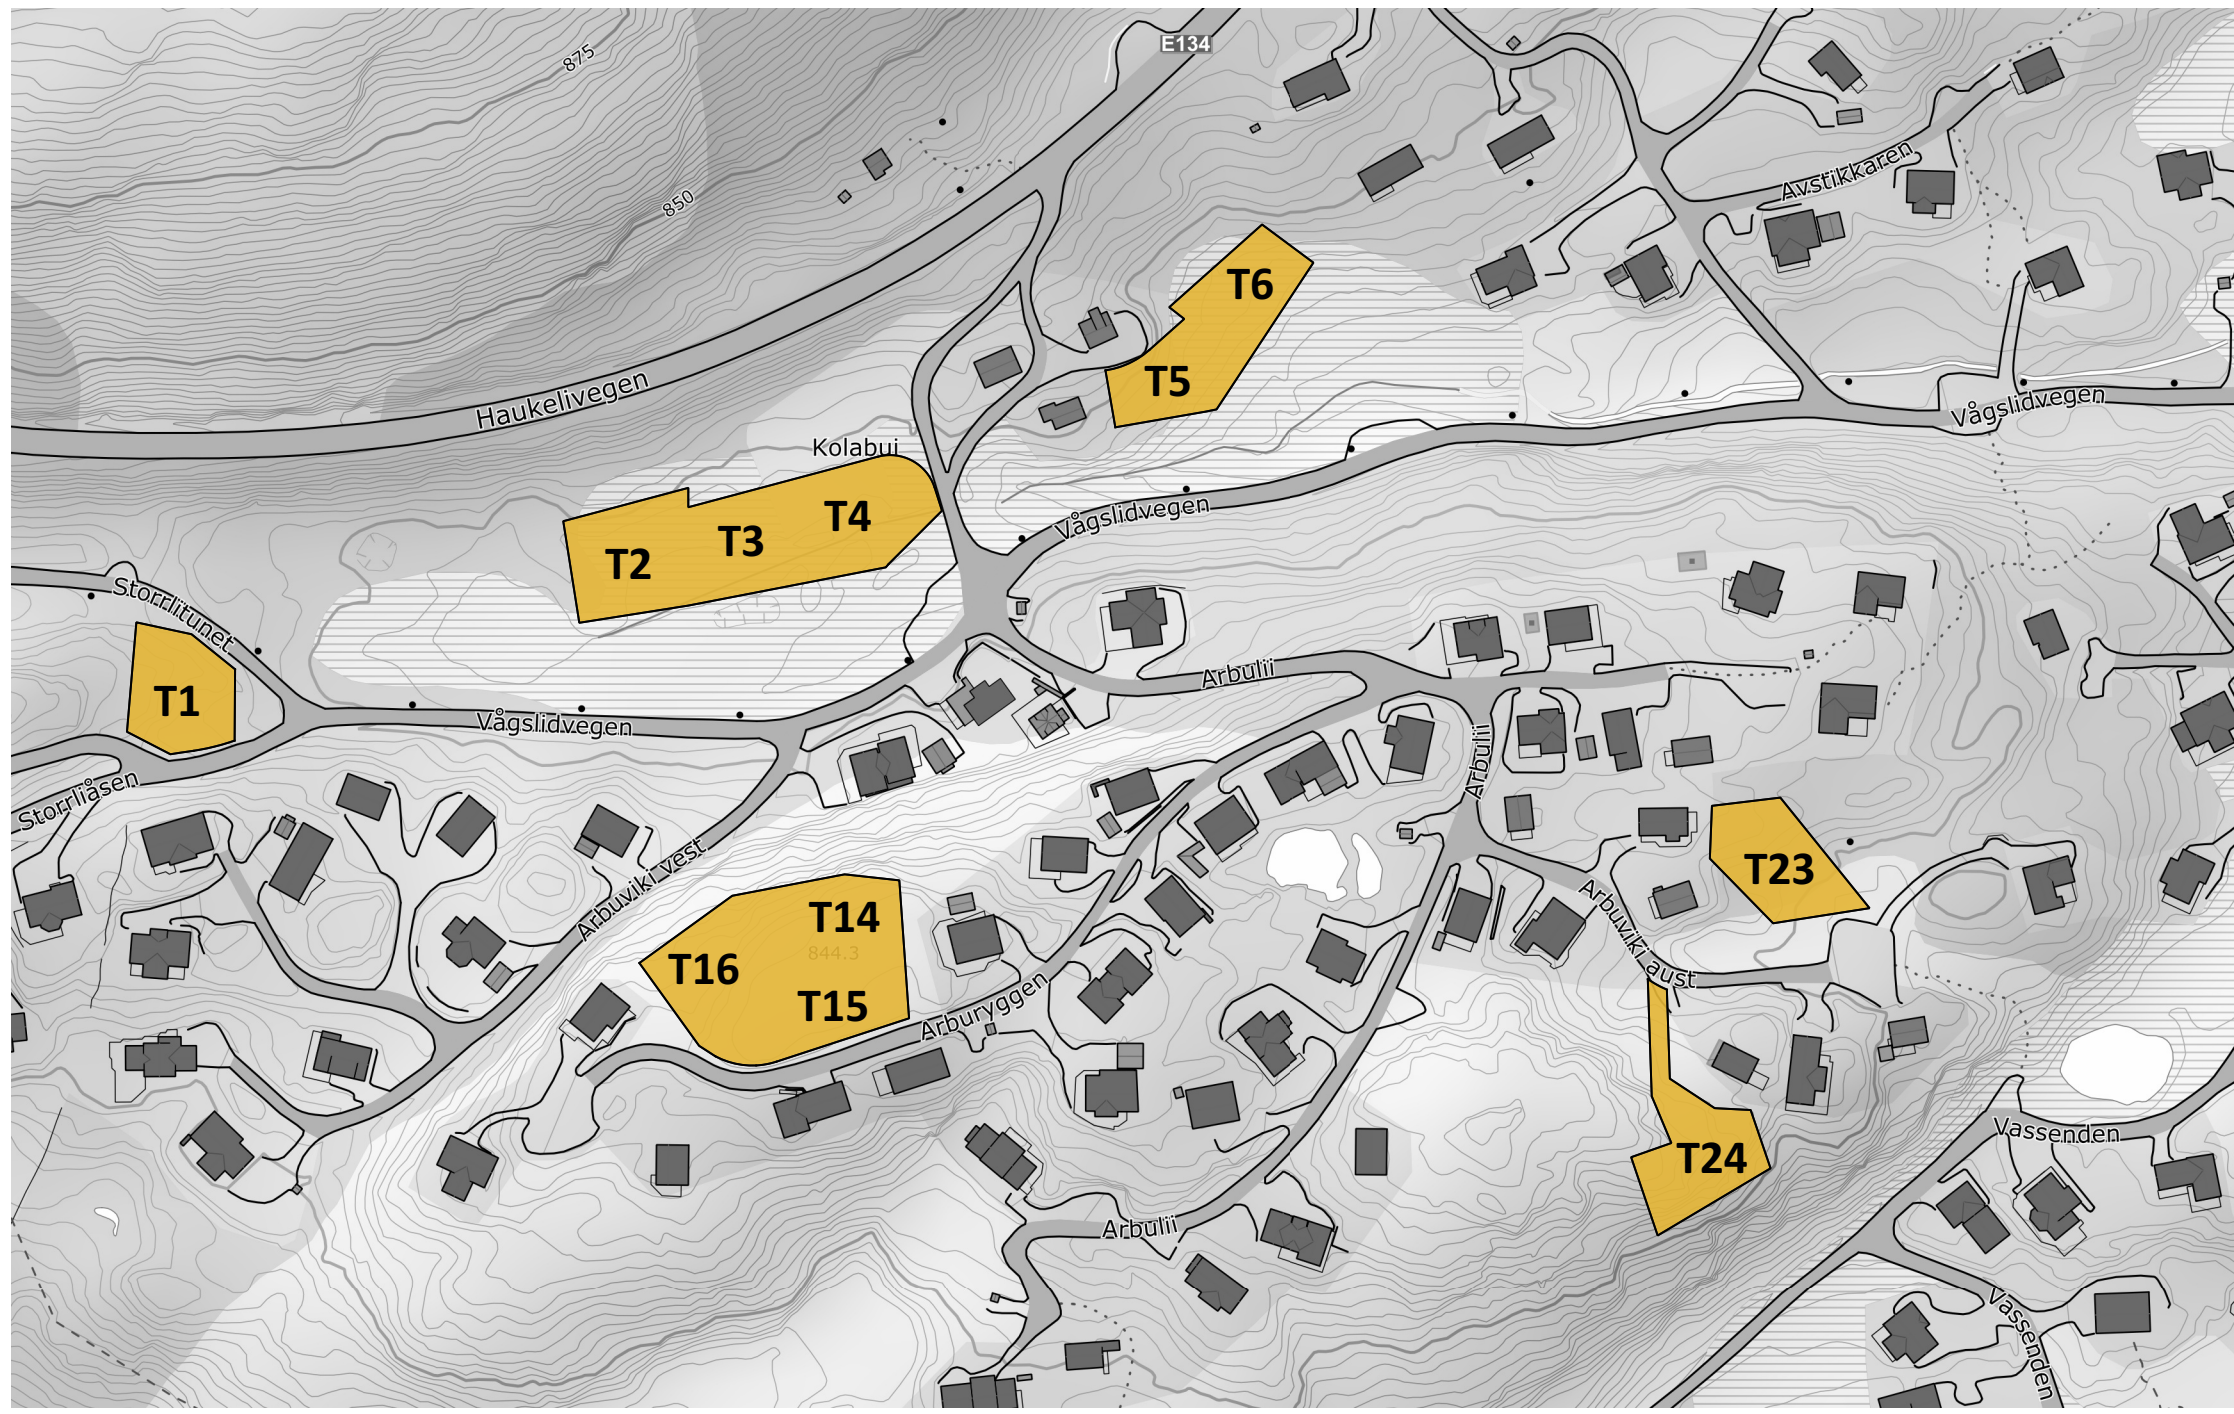 E134
875
Avstikkaren
850
T6
Haukelivegen
T5
Vågslidvegen
Kolabui
T4
Vågslidvegen
T3
T2
Storrlitunet
Arbulii
T1
Vågslidvegen
Arbulii
Storrliåsen
Arbuviki vest
T23
T14
Arbuviki aust
844.3
T16
T15
Arburyggen
Vassenden
T24
Arbulii
Vassenden